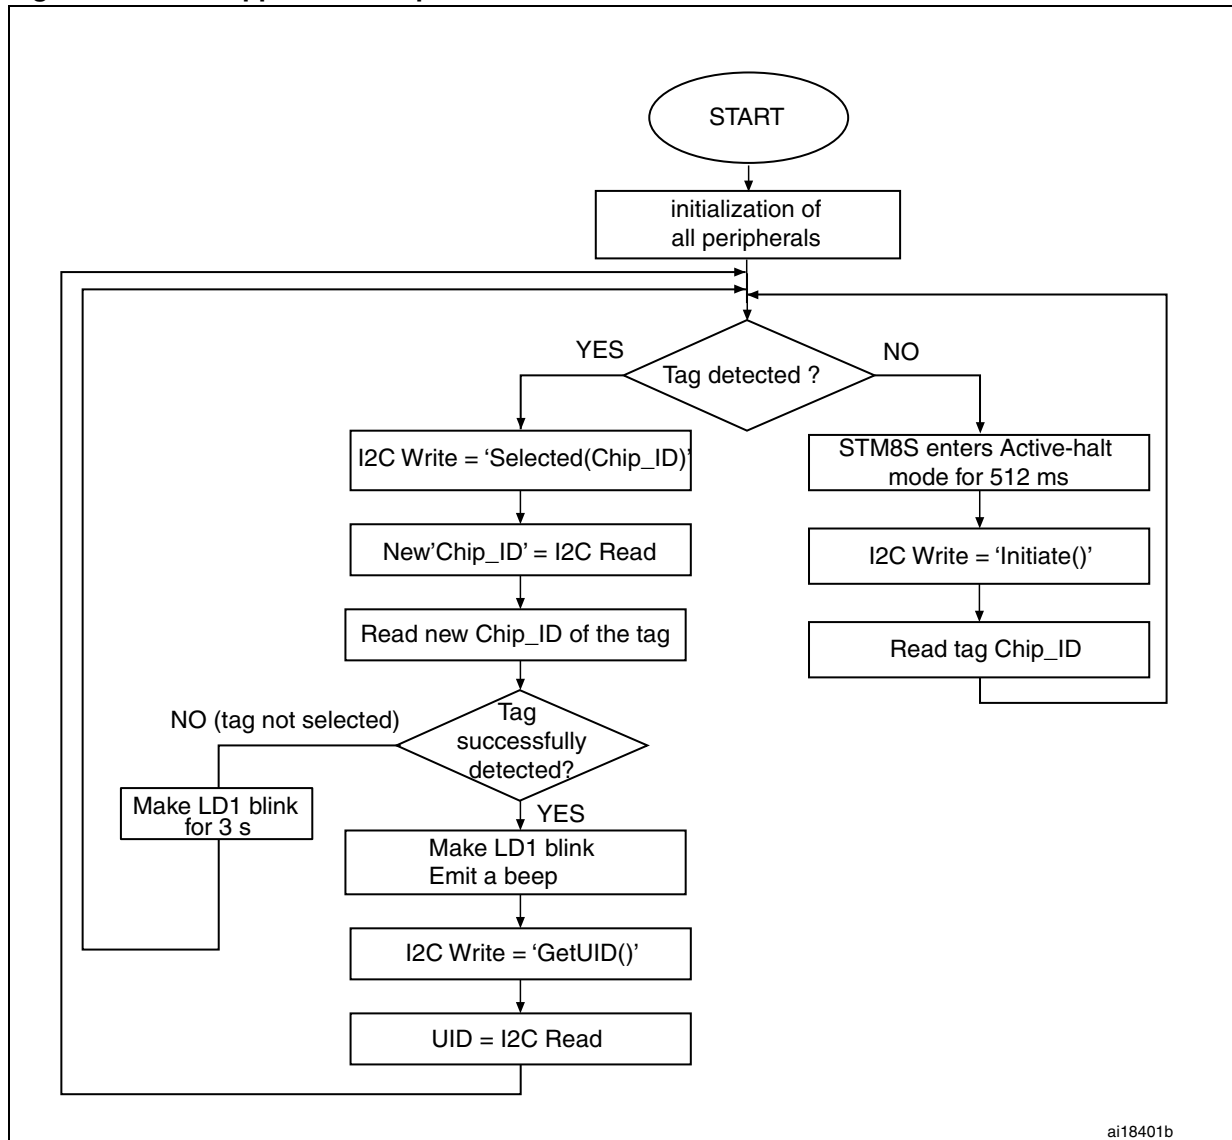 START
initialization of
all peripherals
YES
NO
Tag detected ?
I2C Write = ‘Selected(Chip_ID)’
STM8S enters Active-halt
mode for 512 ms
New’Chip_ID’ = I2C Read
I2C Write = ‘Initiate()’
Read new Chip_ID of the tag
Read tag Chip_ID
NO (tag not selected)
Tag
successfully
detected?
Make LD1 blink
for 3 s
YES
Make LD1 blink
Emit a beep
I2C Write = ‘GetUID()’
UID = I2C Read
ai18401b